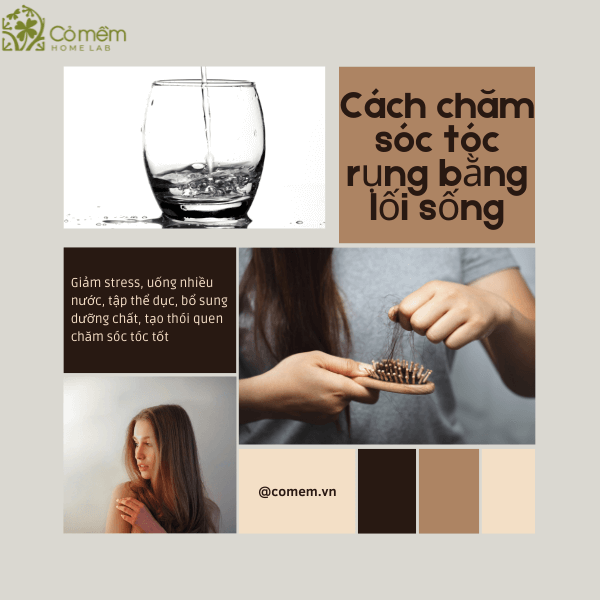 Cỏ mềm
HOME LAB
Cách chăm
sóc tóc
rụng bằng
lối sống
Giảm stress, uống nhiều
nước, tập thể dục, bổ sung
dưỡng chất, tạo thói quen
chăm sóc tóc tốt
@comem.vn